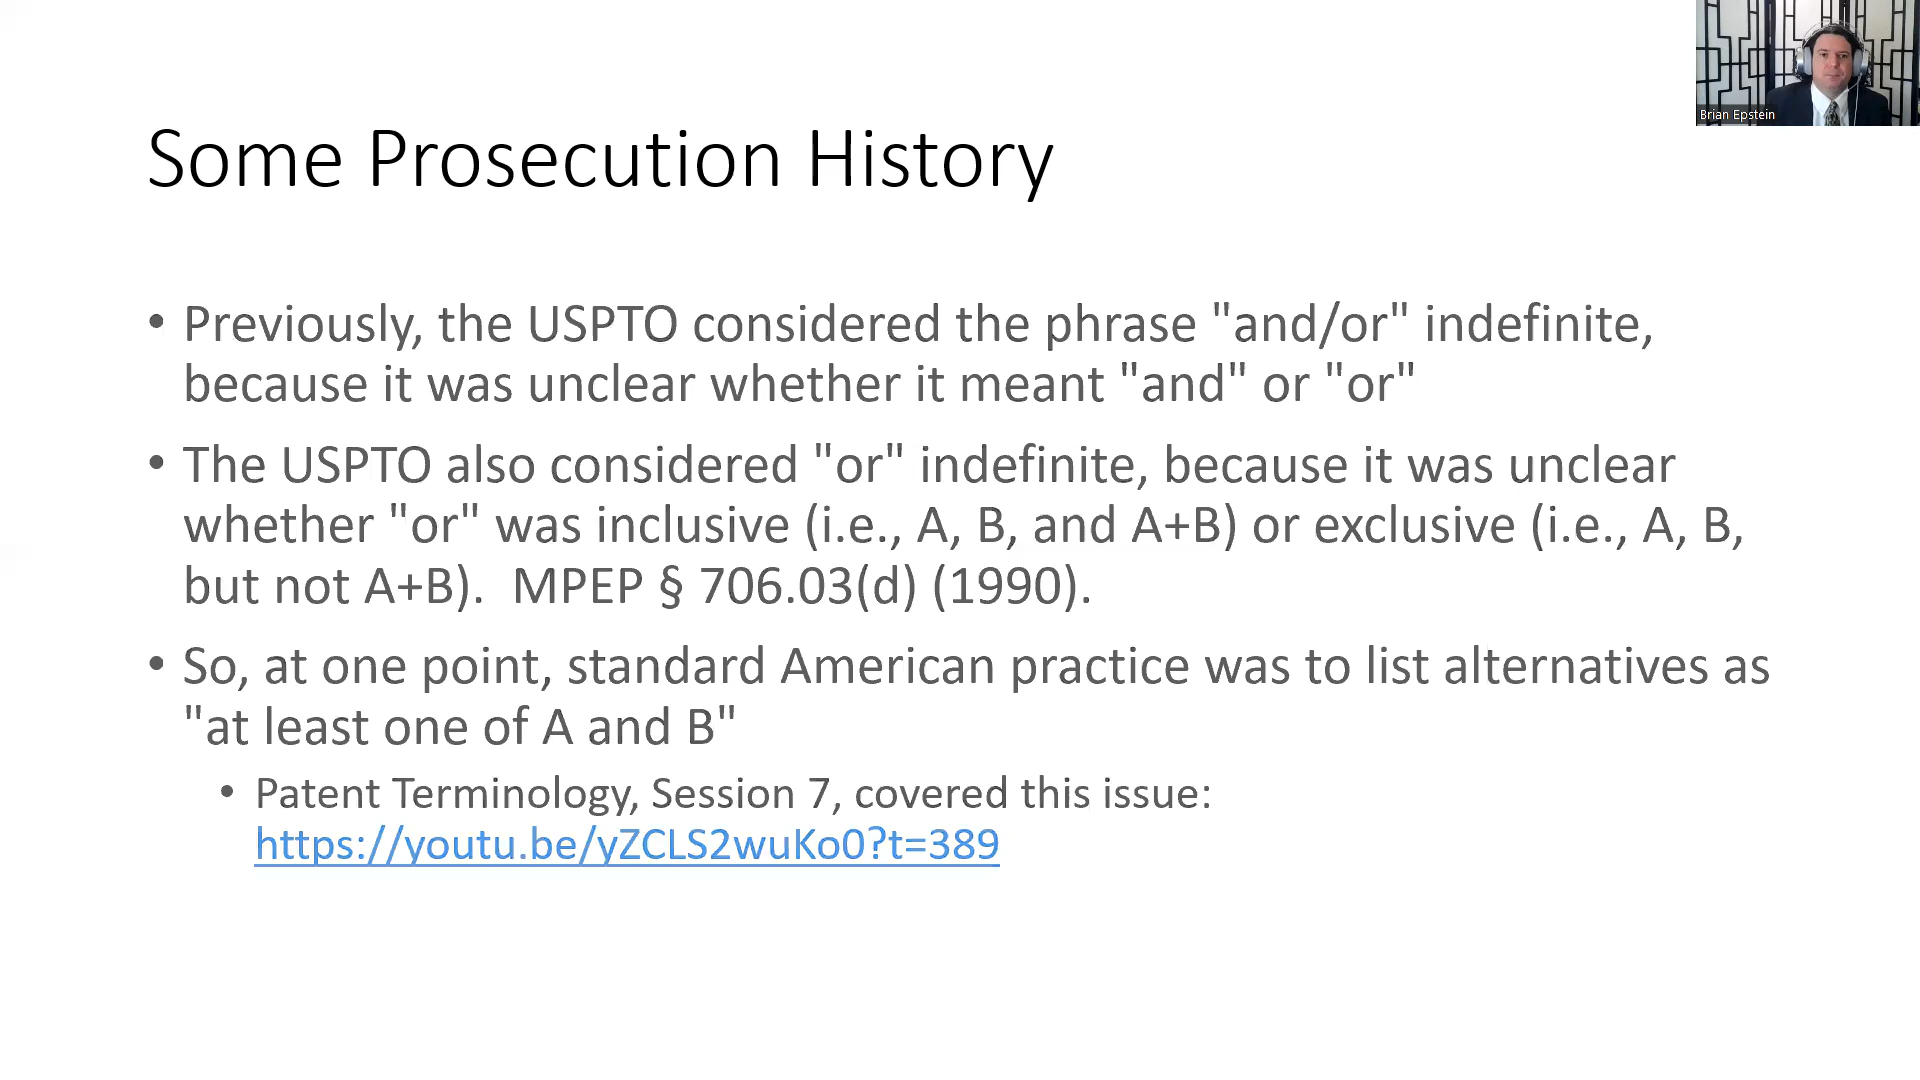 Brian Epstein
Some Prosecution History
• Previously, the USPTO considered the phrase "and/or" indefinite,
because it was unclear whether it meant "and" or "or"
• The USPTO also considered "or" indefinite, because it was unclear
whether "or" was inclusive (i.e., A, B, and A+B) or exclusive (i.e., A, B,
but not A+B).  MPEP § 706.03(d) (1990).
• So, at one point, standard American practice was to list alternatives as
"at least one of A and B"
• Patent Terminology, Session 7, covered this issue:
https://youtu.be/yZCLS2wuKo0?t=389